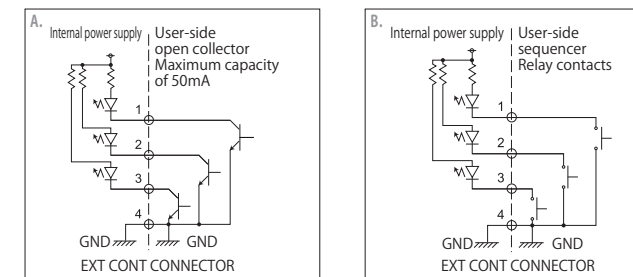 A.
Internal power supply
User-side
open collector
Maximum capacity
of 50mA
1
2
3
4
GND
GND
EXT CONT CONNECTOR
B.
Internal power supply
User-side
sequencer
Relay contacts
1
2
3
4
GND
GND
EXT CONT CONNECTOR